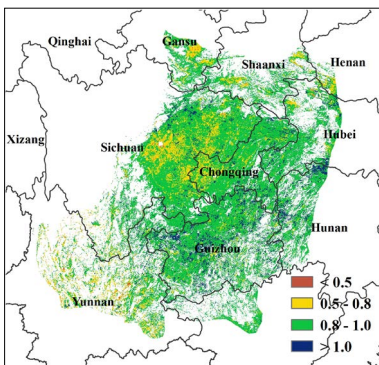 Qinghai
Gansu
Shaanxi
Henan
Xizang
Sichuan
Hubei
Chongqing
Hunan
Guizhou
Yunnan
< 0.5
0.5 - 0.8
0.8 - 1.0
> 1.0